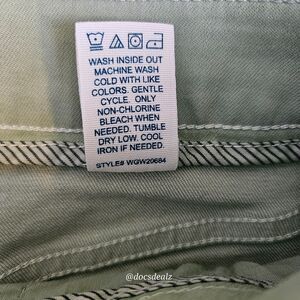 WASH INSIDE OUT
MACHINE WASH
COLD WITH LIKE
COLORS. GENTLE
CYCLE. ONLY
NON-CHLORINE
BLEACH WHEN
NEEDED. TUMBLE
DRY LOW. COOL
IRON IF NEEDED.
STYLE# WGW20684
@docsdealz